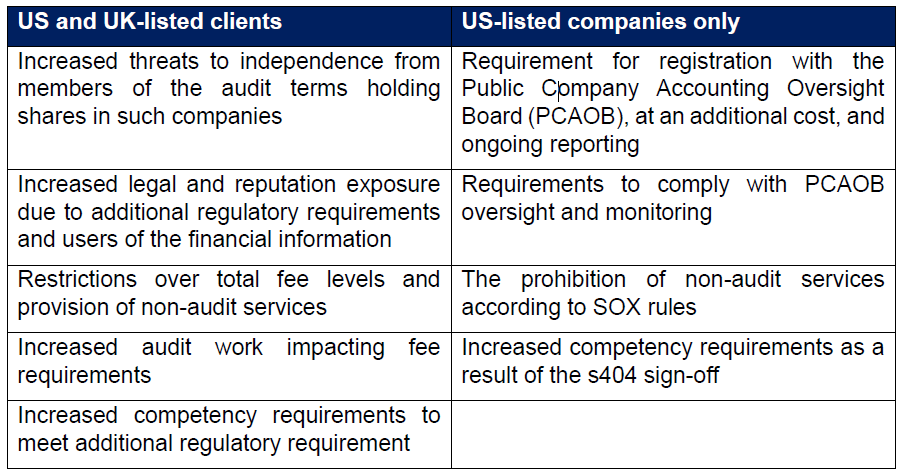 US and UK-listed clients
US-listed companies only
Increased threats to independence from
members of the audit terms holding
shares in such companies
Requirement for registration with the
Public Company Accounting Oversight
Board (PCAOB), at an additional cost, and
ongoing reporting
Increased legal and reputation exposure
due to additional regulatory requirements
and users of the financial information
Requirements to comply with PCAOB
oversight and monitoring
Restrictions over total fee levels and
provision of non-audit services
The prohibition of non-audit services
according to SOX rules
Increased audit work impacting fee
requirements
Increased competency requirements as a
result of the s404 sign-off
Increased competency requirements to
meet additional regulatory requirement